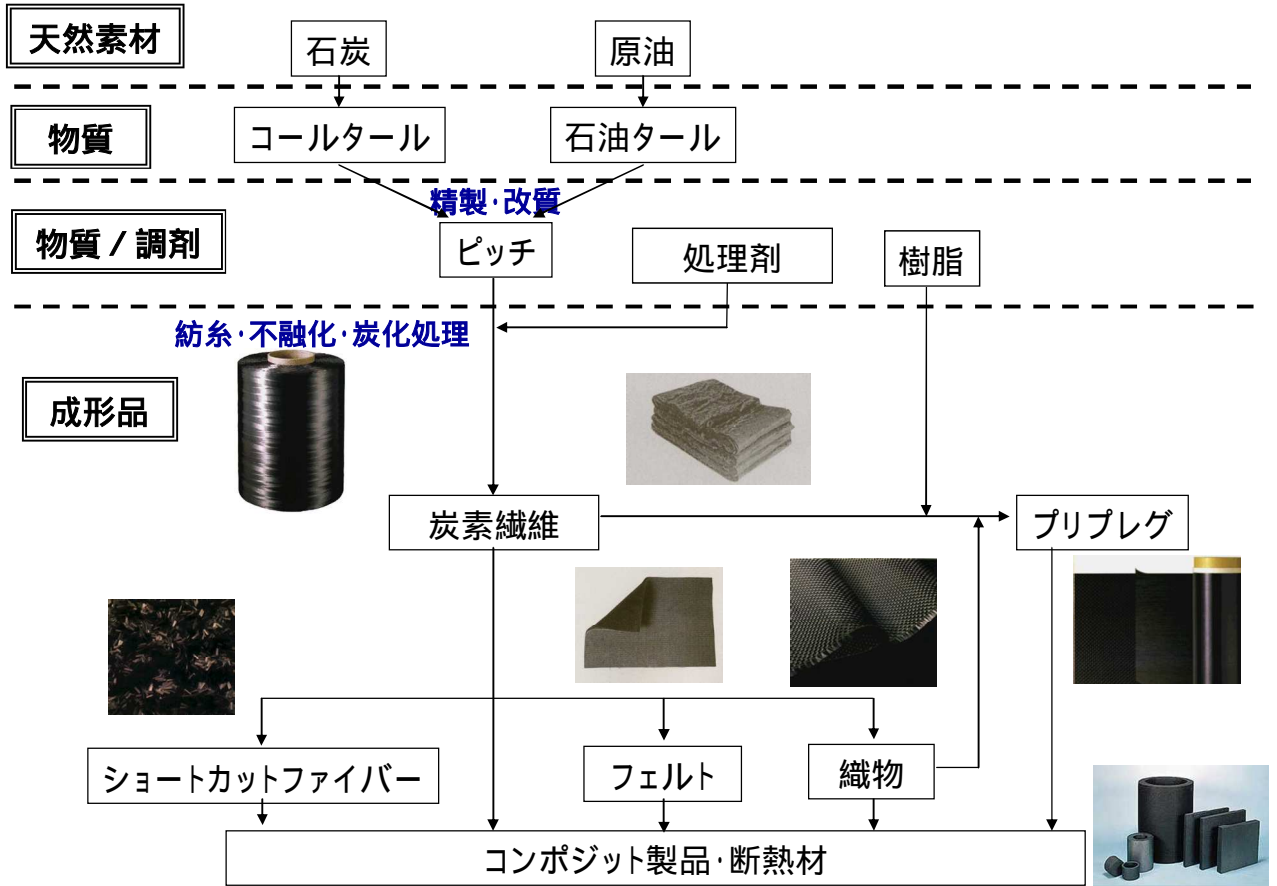 天然素材
石炭
原油
物質
コールタール
石油タール
精製・改質
物質 / 調剤
ピッチ
処理剤
樹脂
紡糸・不融化・炭化処理
成形品
炭素繊維
プリプレグ
ショートカットファイバー
フェルト
織物
コンポジット製品・断熱材